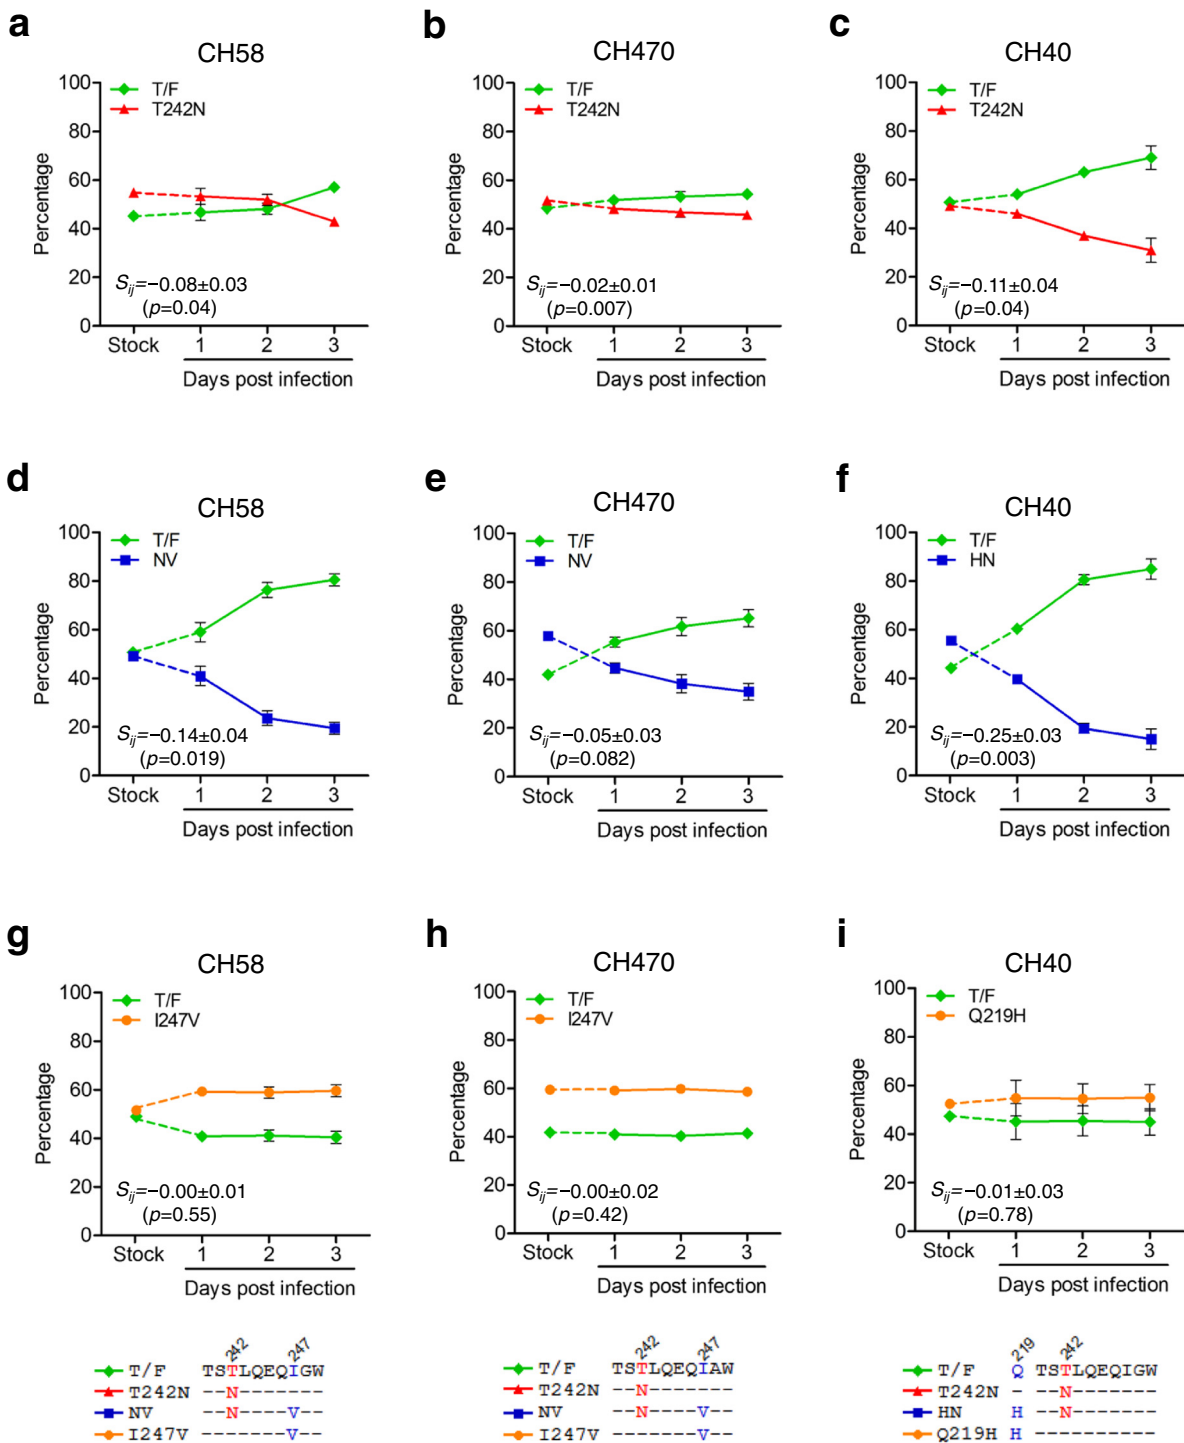 a
CH58
T/F
T242N
Percentage
100
80
60
40
20
0
Sij=−0.08±0.03
(p=0.04)
Stock 1 2 3
Days post infection
b
CH470
T/F
T242N
Percentage
100
80
60
40
20
0
Sij=−0.02±0.01
(p=0.007)
Stock 1 2 3
Days post infection
c
CH40
T/F
T242N
Percentage
100
80
60
40
20
0
Sij=−0.11±0.04
(p=0.04)
Stock 1 2 3
Days post infection
d
CH58
T/F
NV
Percentage
100
80
60
40
20
0
Sij=−0.14±0.04
(p=0.019)
Stock 1 2 3
Days post infection
e
CH470
T/F
NV
Percentage
100
80
60
40
20
0
Sij=−0.05±0.03
(p=0.082)
Stock 1 2 3
Days post infection
f
CH40
T/F
HN
Percentage
100
80
60
40
20
0
Sij=−0.25±0.03
(p=0.003)
Stock 1 2 3
Days post infection
g
CH58
T/F
I247V
Percentage
100
80
60
40
20
0
Sij=−0.00±0.01
(p=0.55)
Stock 1 2 3
Days post infection
h
CH470
T/F
I247V
Percentage
100
80
60
40
20
0
Sij=−0.00±0.02
(p=0.42)
Stock 1 2 3
Days post infection
i
CH40
T/F
Q219H
Percentage
100
80
60
40
20
0
Sij=−0.01±0.03
(p=0.78)
Stock 1 2 3
Days post infection
242 247
T/F TSTLQEQIGW
T242N --N-------
NV --N----V--
I247V -------V--
242 247
T/F TSTLQEQIAW
T242N --N-------
NV --N----V--
I247V -------V--
219 242
T/F Q TSTLQEQIGW
T242N - --N-------
HN H --N-------
Q219H H ----------